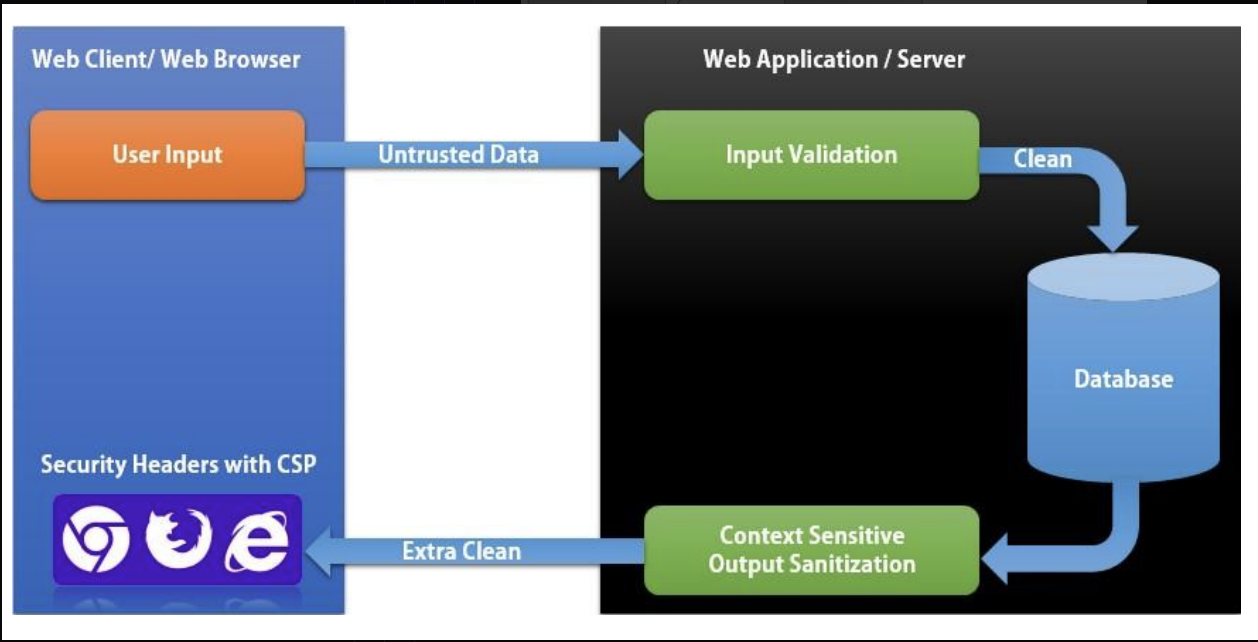 Web Client/ Web Browser
Web Application / Server
User Input
Untrusted Data
Input Validation
Clean
Database
Security Headers with CSP
Extra Clean
Context Sensitive
Output Sanitization